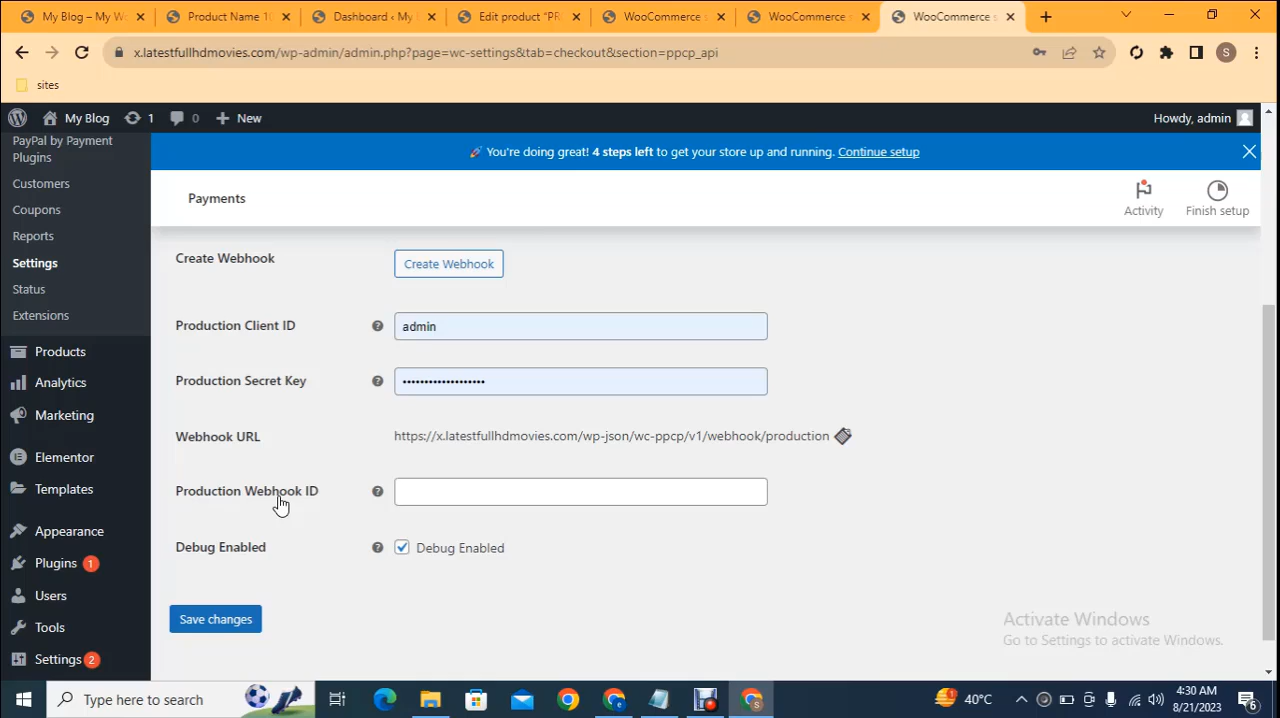 My Blog – My W
Product Name 10
Dashboard ‹ My
Edit product "PR
WooCommerce s
WooCommerce s
WooCommerce s
x.latestfullhdmovies.com/wp-admin/admin.php?page=wc-settings&tab=checkout&section=ppcp_api
S
sites
My Blog
1
0
New
Howdy, admin
PayPal by Payment
Plugins
Customers
Coupons
Reports
Settings
Status
Extensions
Products
Analytics
Marketing
Elementor
Templates
Appearance
Plugins 1
Users
Tools
Settings 2
You're doing great! 4 steps left to get your store up and running. Continue setup
Payments
Activity
Finish setup
Create Webhook
Create Webhook
Production Client ID
admin
Production Secret Key
•••••••••••••••••••
Webhook URL
https://x.latestfullhdmovies.com/wp-json/wc-ppcp/v1/webhook/production
Production Webhook ID
Debug Enabled
Debug Enabled
Save changes
Activate Windows
Go to Settings to activate Windows.
Type here to search
S
40°C
4:30 AM
8/21/2023
6